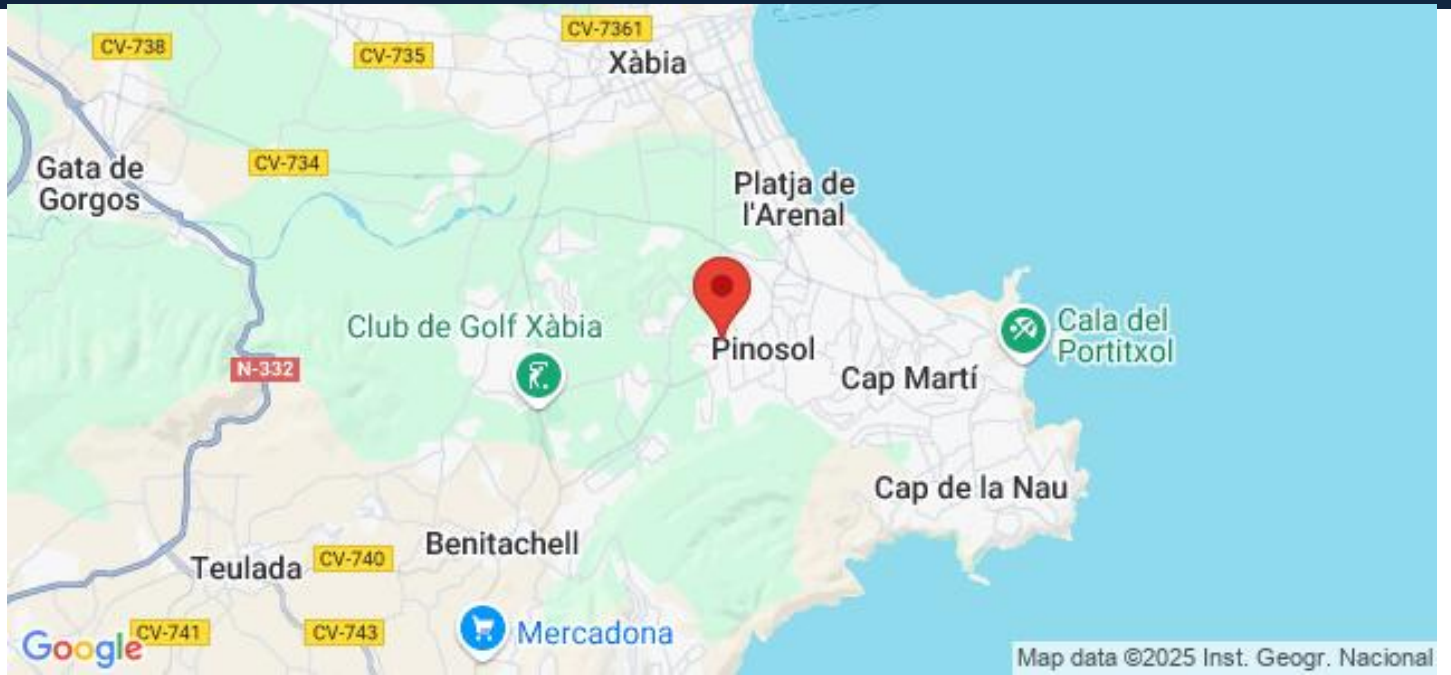 CV-7361
CV-738
CV-735
Xàbia
Gata de
Gorgos
CV-734
Platja de
l'Arenal
Club de Golf Xàbia
Cala del
Portitxol
Pinosol
N-332
Cap Martí
Cap de la Nau
Benitachell
Teulada
CV-740
Mercadona
CV-741
CV-743
Google
Map data ©2025 Inst. Geogr. Nacional